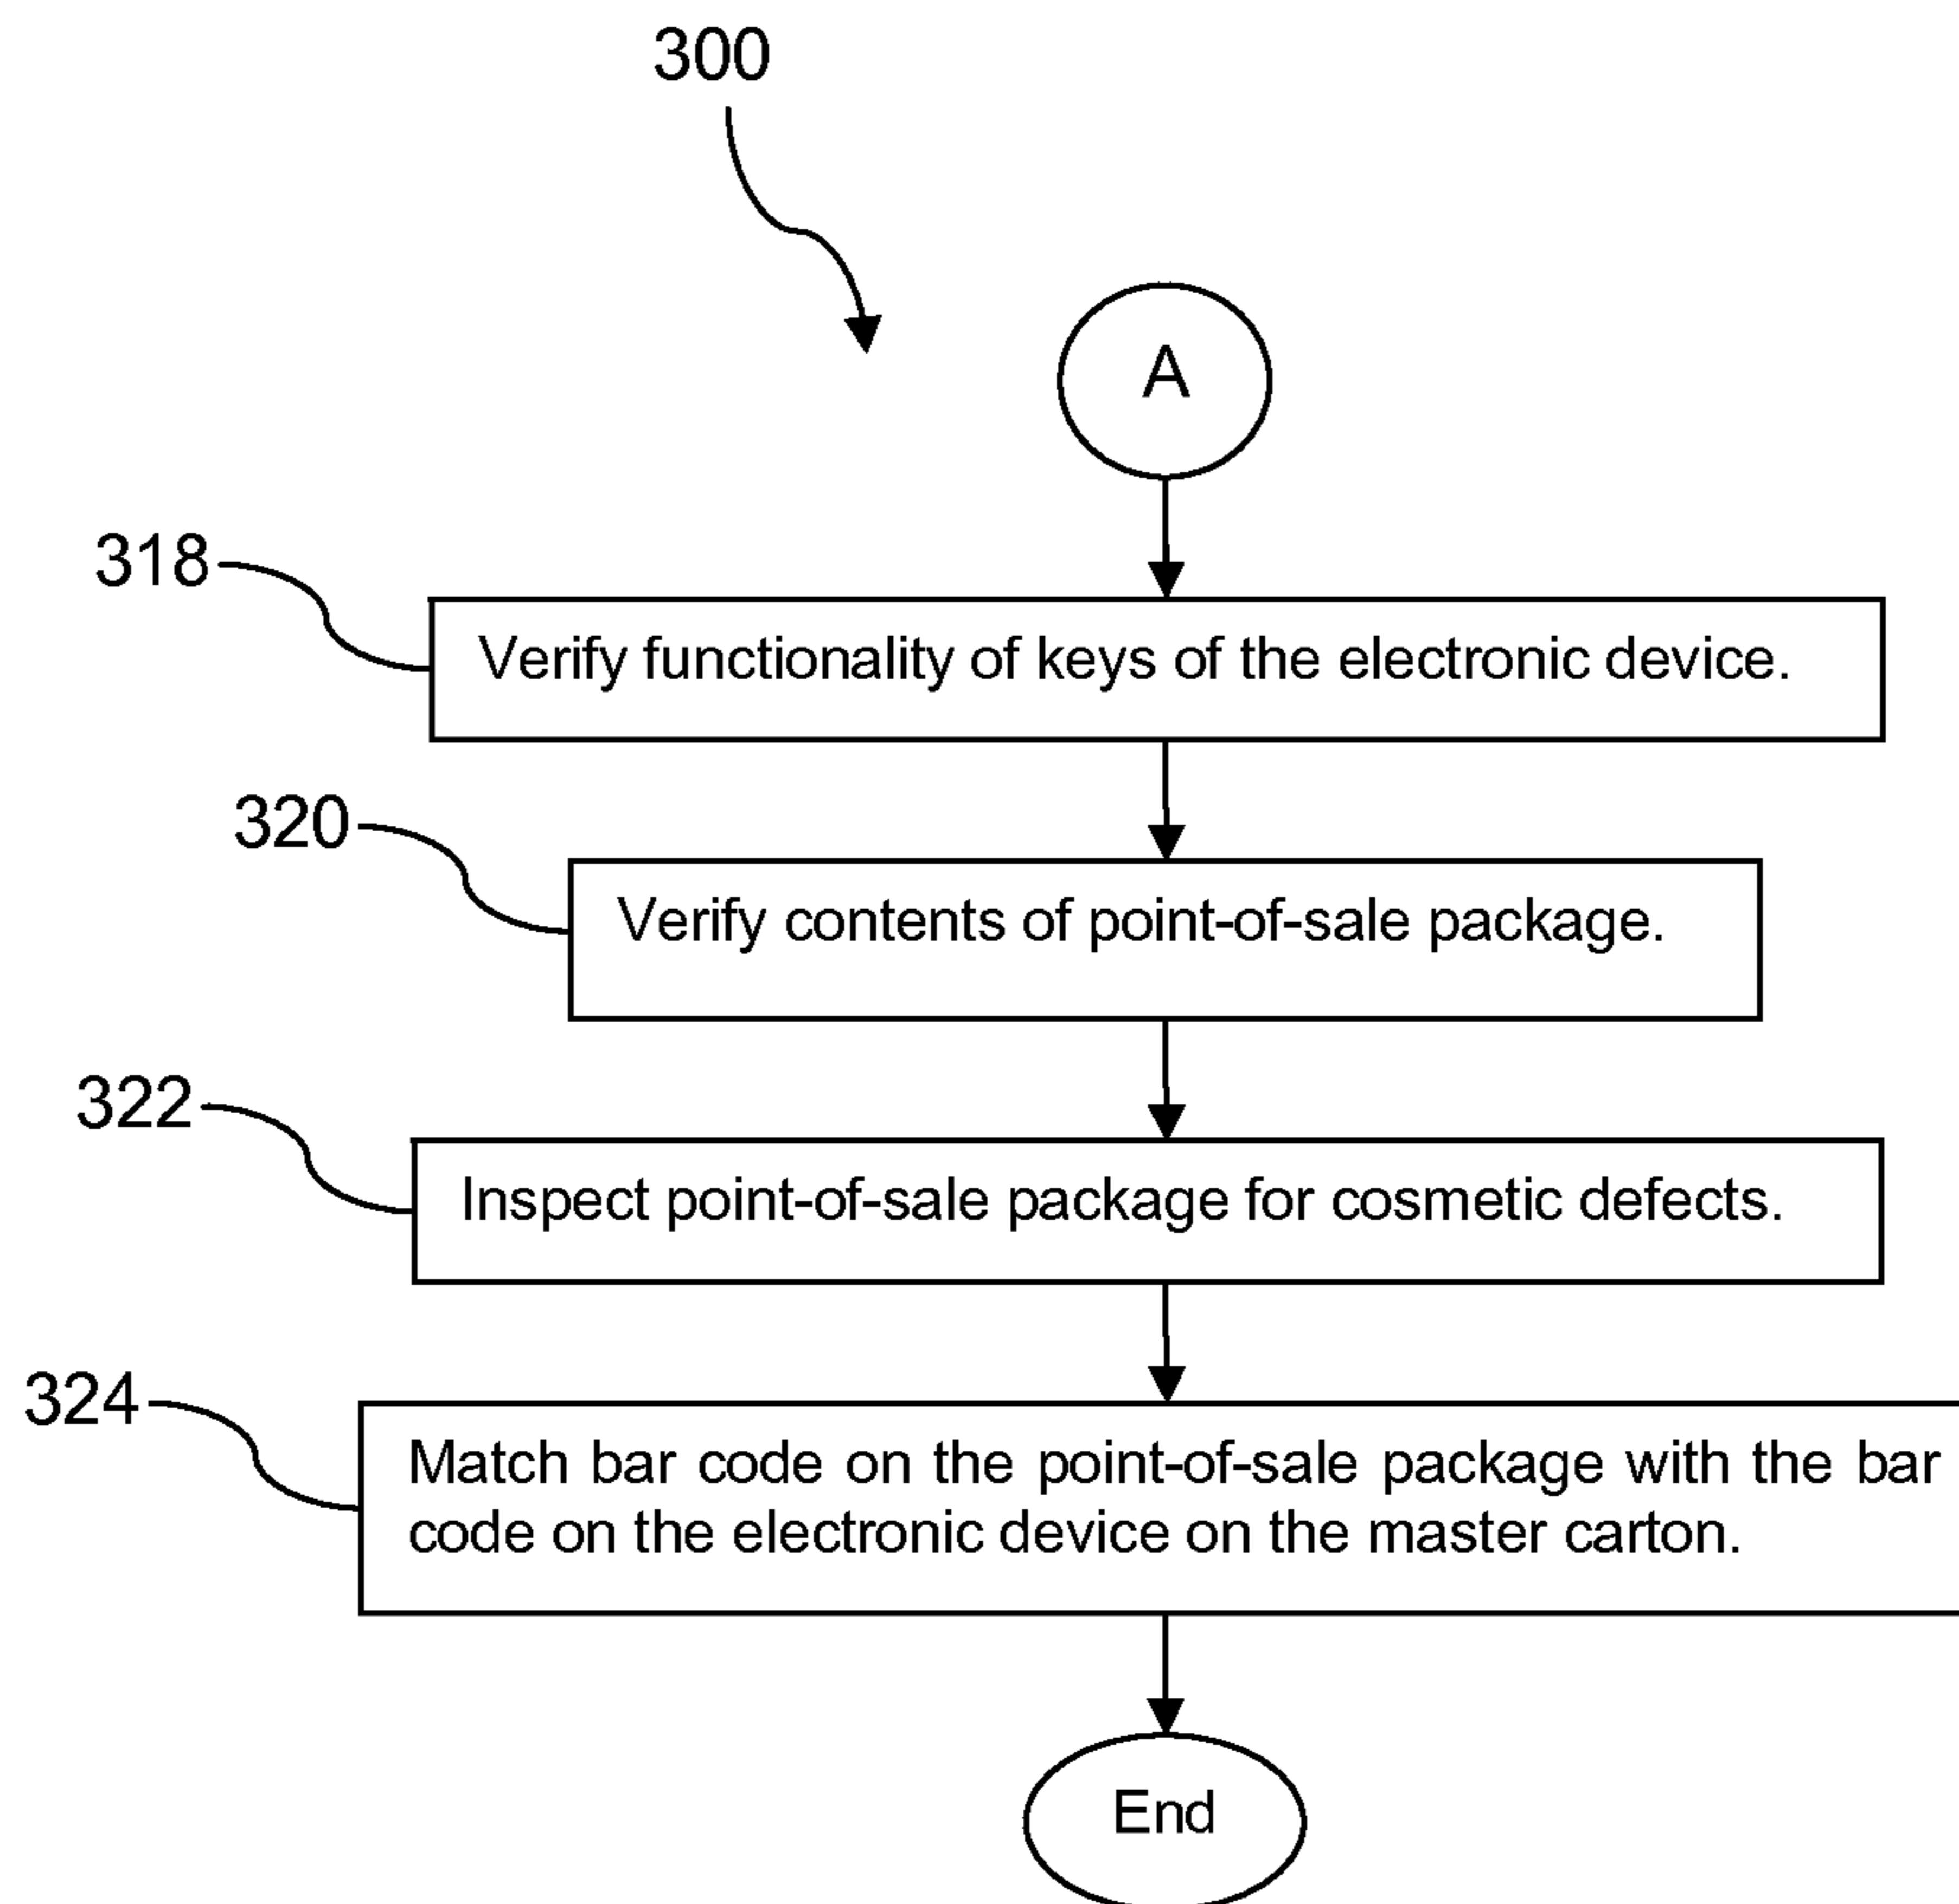 300
A
318
Verify functionality of keys of the electronic device.
320
Verify contents of point-of-sale package.
322
Inspect point-of-sale package for cosmetic defects.
324
Match bar code on the point-of-sale package with the bar
code on the electronic device on the master carton.
End